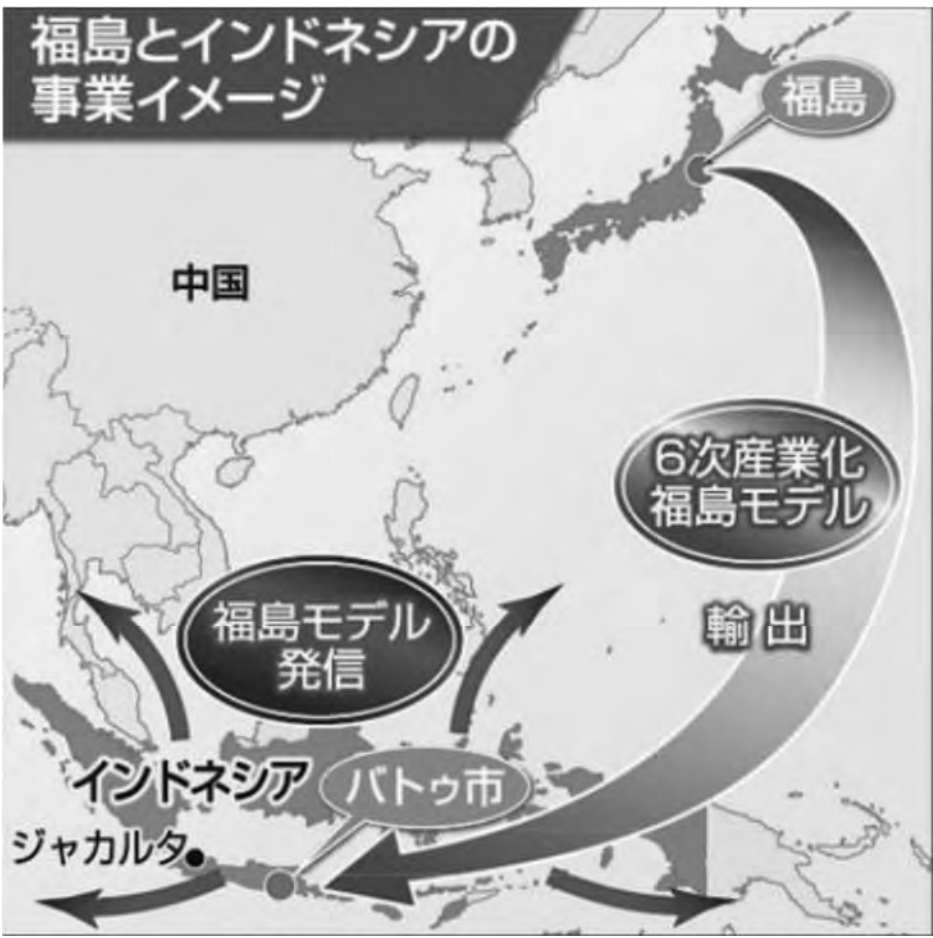 福島とインドネシアの
事業イメージ
福島
中国
6次産業化
福島モデル
輸出
福島モデル
発信
インドネシア
バトゥ市
ジャカルタ